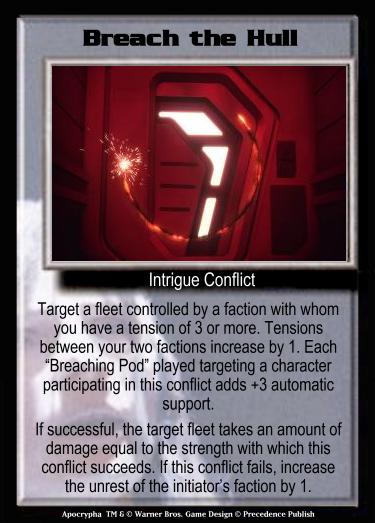 Breach the Hull
Intrigue Conflict
Target a fleet controlled by a faction with whom
you have a tension of 3 or more. Tensions
between your two factions increase by 1. Each
“Breaching Pod” played targeting a character
participating in this conflict adds +3 automatic
support.
If successful, the target fleet takes an amount of
damage equal to the strength with which this
conflict succeeds. If this conflict fails, increase
the unrest of the initiator’s faction by 1.
Apocrypha TM & © Warner Bros. Game Design © Precedence Publish